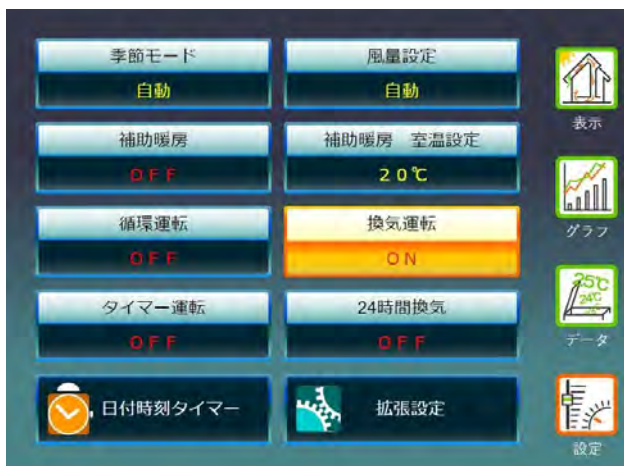 季節モード
風量設定
自動
自動
表示
補助暖房
補助暖房 室温設定
OFF
20℃
グラフ
循環運転
換気運転
OFF
ON
25℃
24℃
データ
タイマー運転
24時間換気
OFF
OFF
日付時刻タイマー
拡張設定
設定